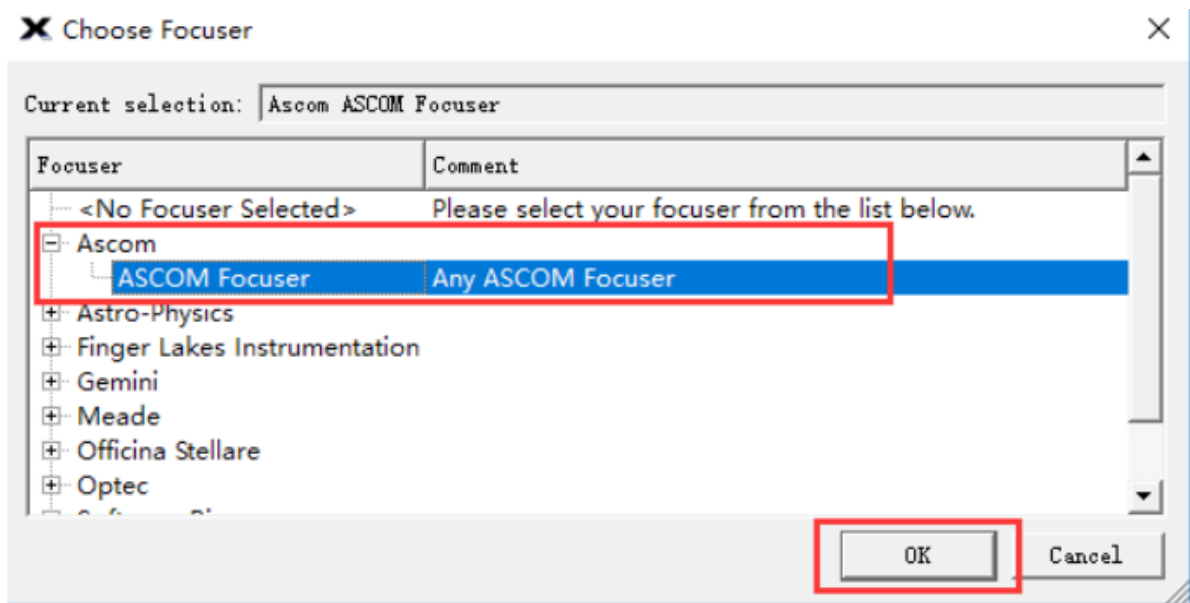 Choose Focuser
Current selection: Ascom ASCOM Focuser
Focuser Comment
<No Focuser Selected> Please select your focuser from the list below.
Ascom
ASCOM Focuser Any ASCOM Focuser
Astro-Physics
Finger Lakes Instrumentation
Gemini
Meade
Officina Stellare
Optec
OK Cancel